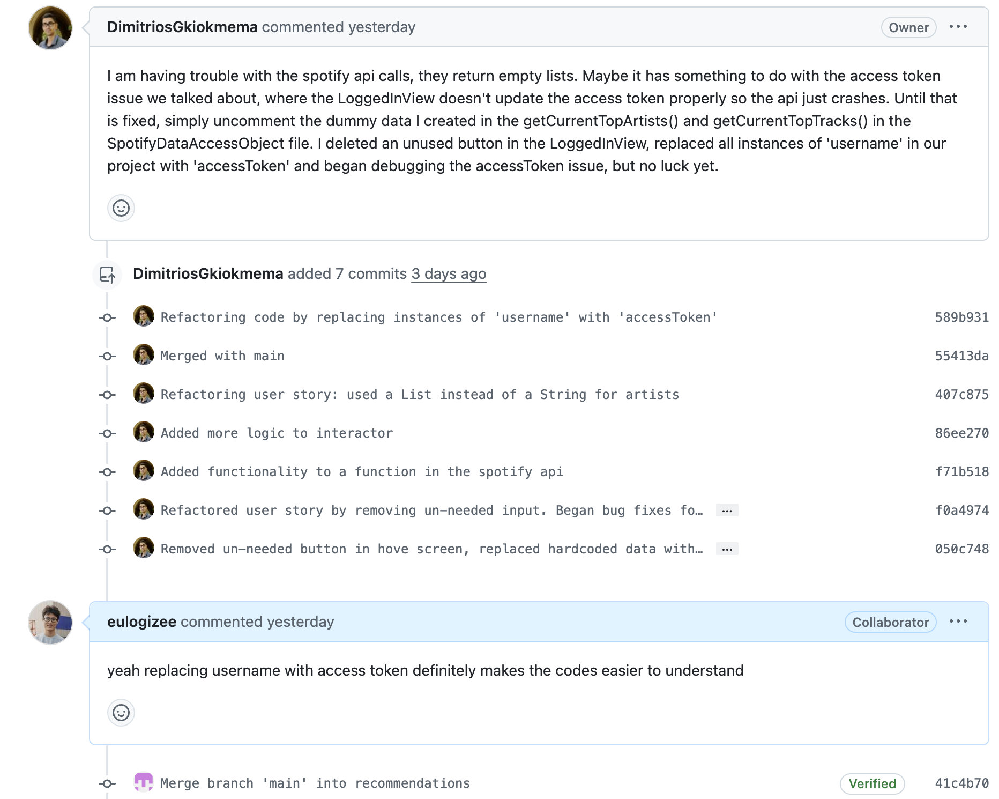 DimitriosGkiokmema commented yesterday
Owner
I am having trouble with the spotify api calls, they return empty lists. Maybe it has something to do with the access token
issue we talked about, where the LoggedInView doesn't update the access token properly so the api just crashes. Until that
is fixed, simply uncomment the dummy data I created in the getCurrentTopArtists() and getCurrentTopTracks() in the
SpotifyDataAccessObject file. I deleted an unused button in the LoggedInView, replaced all instances of 'username' in our
project with 'accessToken' and began debugging the accessToken issue, but no luck yet.
DimitriosGkiokmema added 7 commits 3 days ago
Refactoring code by replacing instances of 'username' with 'accessToken' 589b931
Merged with main 55413da
Refactoring user story: used a List instead of a String for artists 407c875
Added more logic to interactor 86ee270
Added functionality to a function in the spotify api f71b518
Refactored user story by removing un-needed input. Began bug fixes fo… … f0a4974
Removed un-needed button in hove screen, replaced hardcoded data with… … 050c748
eulogizee commented yesterday
Collaborator
yeah replacing username with access token definitely makes the codes easier to understand
Merge branch 'main' into recommendations Verified 41c4b70